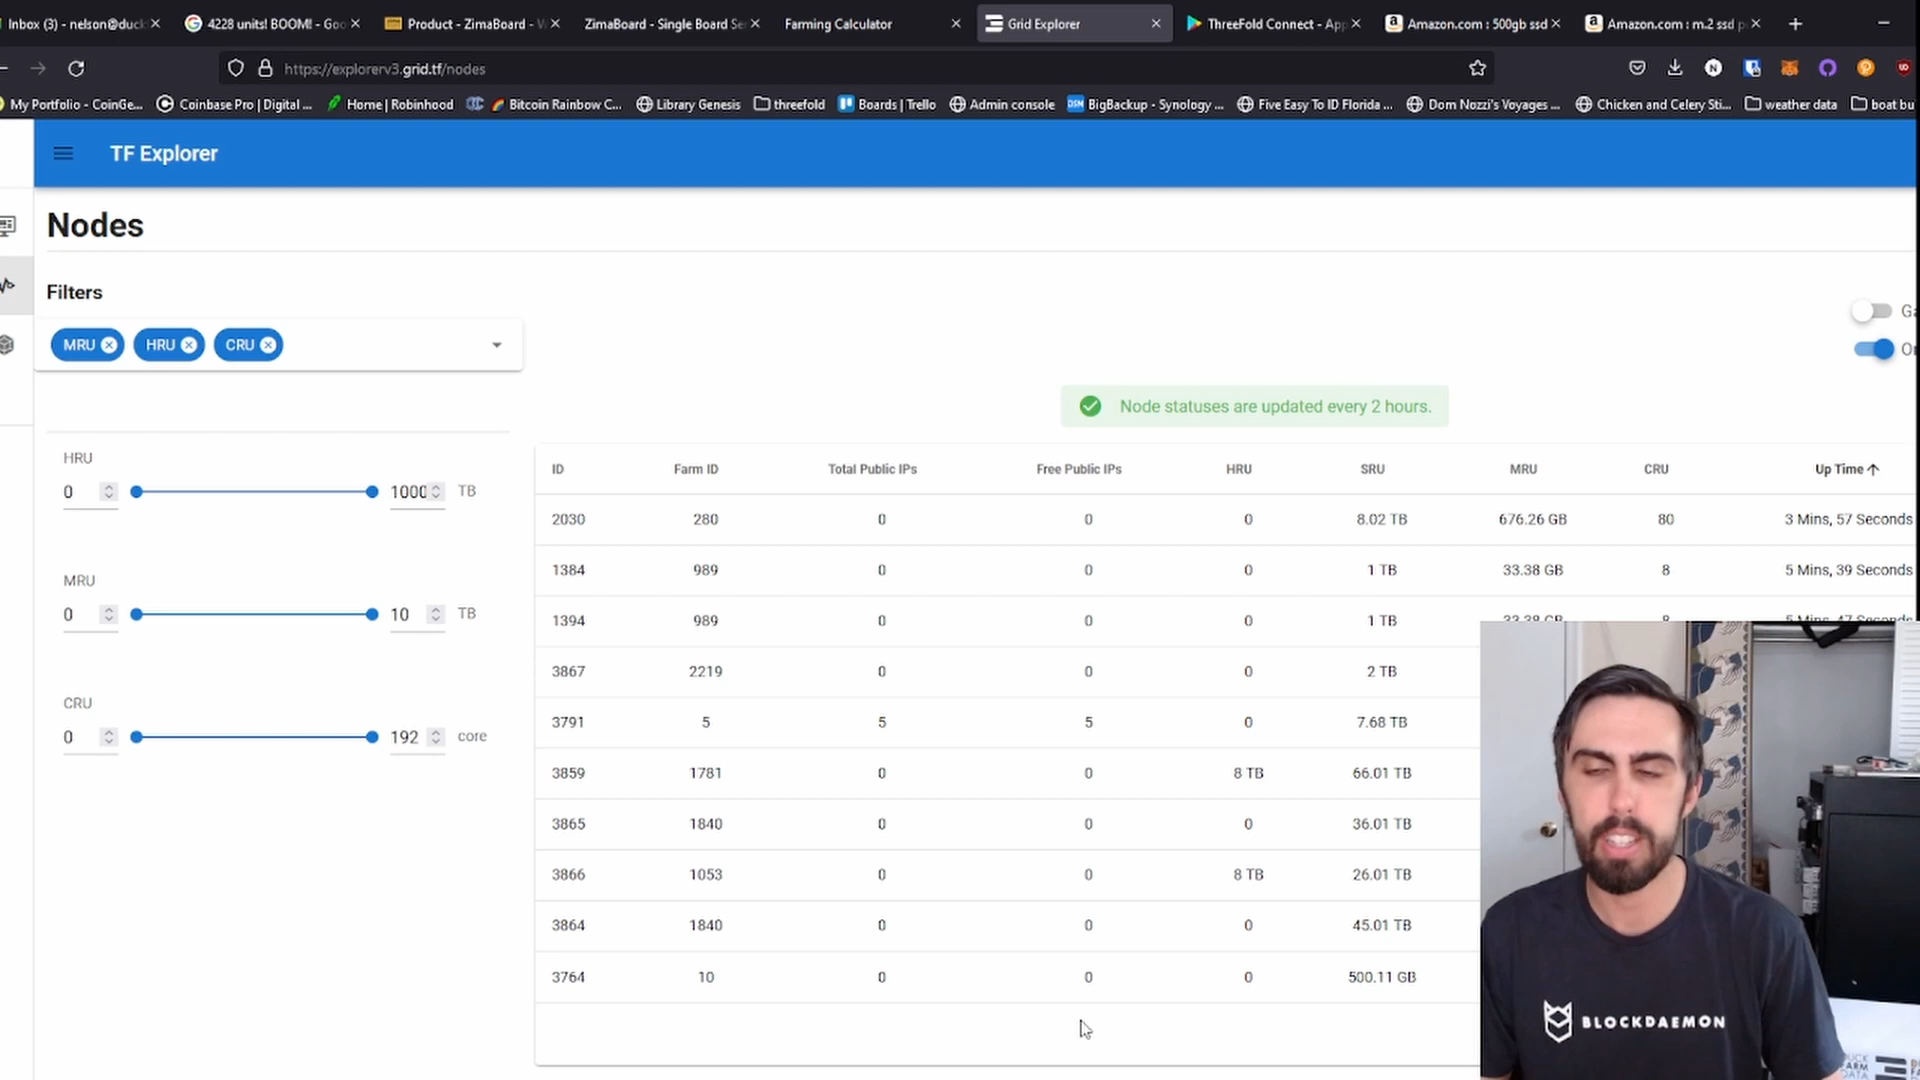 Inbox (3) - nelson@duck
4228 units! BOOM! - Goo
Product - ZimaBoard - W
ZimaBoard - Single Board Se
Farming Calculator
Grid Explorer
ThreeFold Connect - App
Amazon.com : 500gb ssd
Amazon.com : m.2 ssd p
https://explorerv3.grid.tf/nodes
My Portfolio - CoinGe...
Coinbase Pro | Digital ...
Home | Robinhood
Bitcoin Rainbow C...
Library Genesis
threefold
Boards | Trello
Admin console
BigBackup - Synology ...
Five Easy To ID Florida ...
Dom Nozzi's Voyages ...
Chicken and Celery Sti...
weather data
boat bu
TF Explorer
Nodes
Filters
MRU HRU CRU
Node statuses are updated every 2 hours.
HRU
0 1000 TB
MRU
0 10 TB
CRU
0 192 core
ID Farm ID Total Public IPs Free Public IPs HRU SRU MRU CRU Up Time
2030 280 0 0 0 8.02 TB 676.26 GB 80 3 Mins, 57 Seconds
1384 989 0 0 0 1 TB 33.38 GB 8 5 Mins, 39 Seconds
1394 989 0 0 0 1 TB 33.38 GB 8 5 Mins, 47 Seconds
3867 2219 0 0 0 2 TB
3791 5 5 5 0 7.68 TB
3859 1781 0 0 8 TB 66.01 TB
3865 1840 0 0 0 36.01 TB
3866 1053 0 0 8 TB 26.01 TB
3864 1840 0 0 0 45.01 TB
3764 10 0 0 0 500.11 GB
BLOCKDAEMON